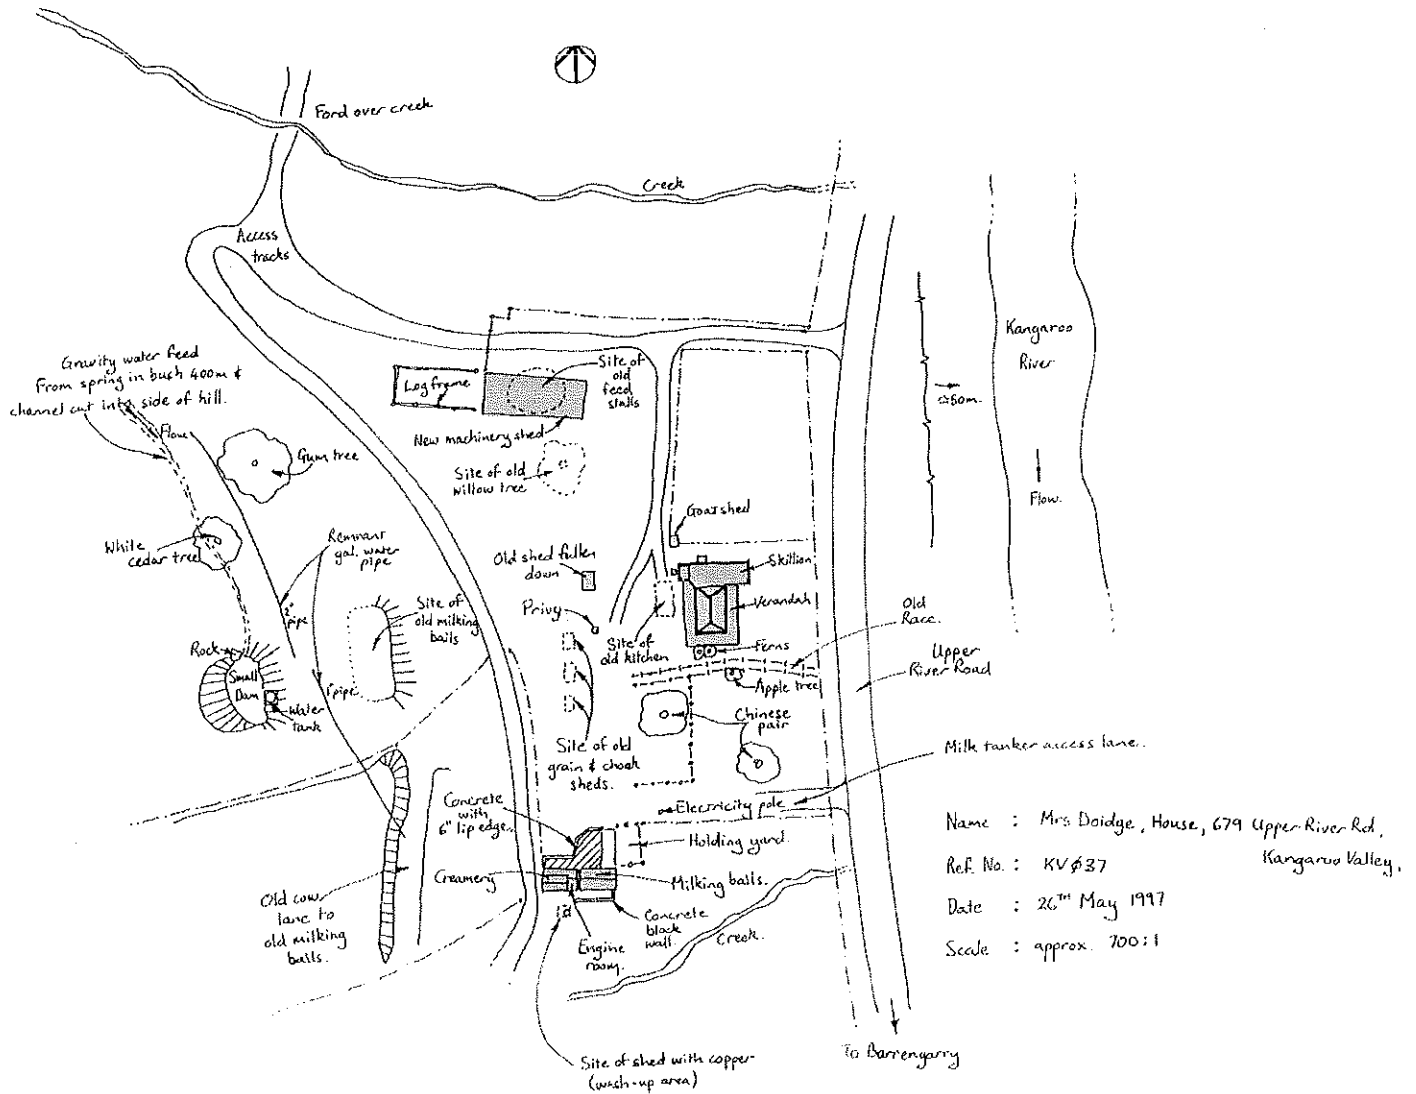 Ford over creek
Creek
Access
tracks
Kangaroo
River
Gravity water feed
From spring in bush 400m &
channel cut into side of hill.
Flow
Log frame
Site of
old
feed
stalls
≏50m.
New machinery shed
Gum tree
Site of old
willow tree
Flow.
Goat shed
White
cedar tree
Remnant
gal. water
pipe
Old shed fallen
down
Skillion
Verandah
2" pipe
Site of
old milking
bails
Privy
Old
Race.
Site of
old kitchen
Ferns
Rock
Small
Dam
1" pipe
Water
tank
Apple tree
Upper
River Road
Chinese
pair
Site of old
grain & chook
sheds.
Milk tanker access lane.
Concrete
with
6" lip edge.
Electricity pole
Holding yard.
Creamery
Milking bails.
Old cow
lane to
old milking
bails.
Engine
room.
Concrete
block
wall.
Creek.
Name : Mrs Doidge, House, 679 Upper River Rd,
Kangaroo Valley.
Ref. No. : KVØ37
Date : 26TH May 1997
Scale : approx. 700:1
To Barrengarry
Site of shed with copper
(wash-up area)